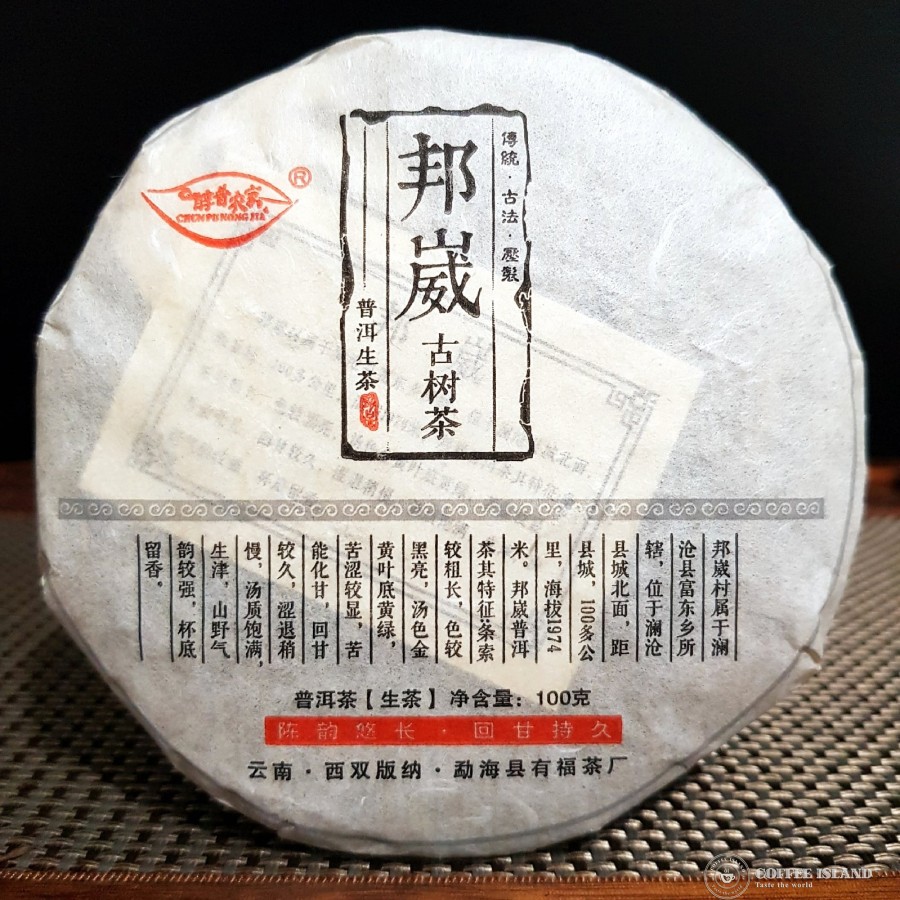 醇普农家
CHUN PU NONG JIA
®
傳統·古法·壓製
邦崴
古树茶
普洱生茶
邦崴村属于澜
沧县富东乡所
辖，位于澜沧
县城北面，距
县城，100多公
里，海拔1974
米。邦崴普洱
茶其特征条索
较粗长，色较
黑亮，汤色金
黄叶底黄绿，
苦涩较显，苦
能化甘，回甘
较久，涩退稍
慢，汤质饱满，
生津，山野气
韵较强，杯底
留香。
普洱茶【生茶】净含量：100克
陈韵悠长·回甘持久
云南·西双版纳·勐海县有福茶厂
COFFEE ISLAND
Taste the world